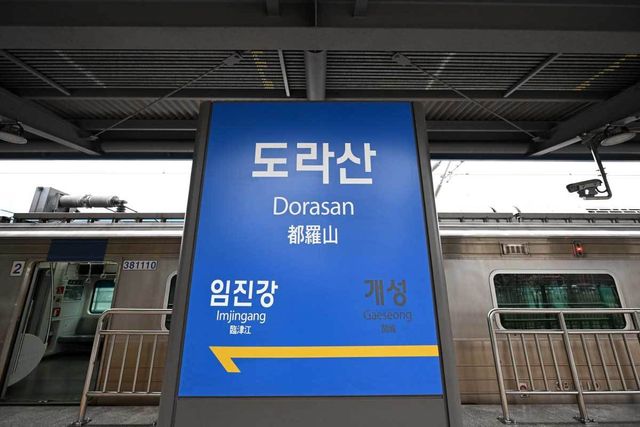 도라산
Dorasan
都羅山
임진강
Imjingang
臨津江
개성
Gaeseong
開城
2
381110